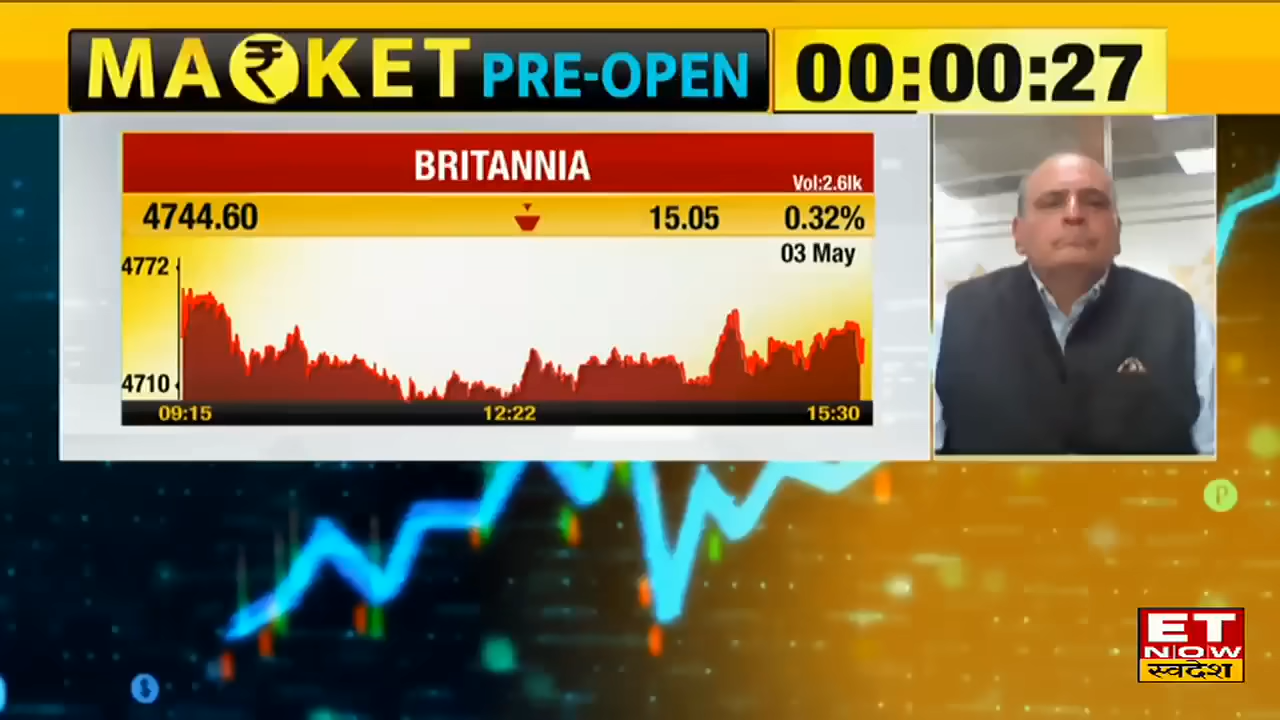 MA₹KET PRE-OPEN
00:00:27
BRITANNIA
Vol:2.6lk
4744.60 15.05 0.32%
03 May
4772
4710
09:15 12:22 15:30
P
$
ET
NOW
स्वदेश